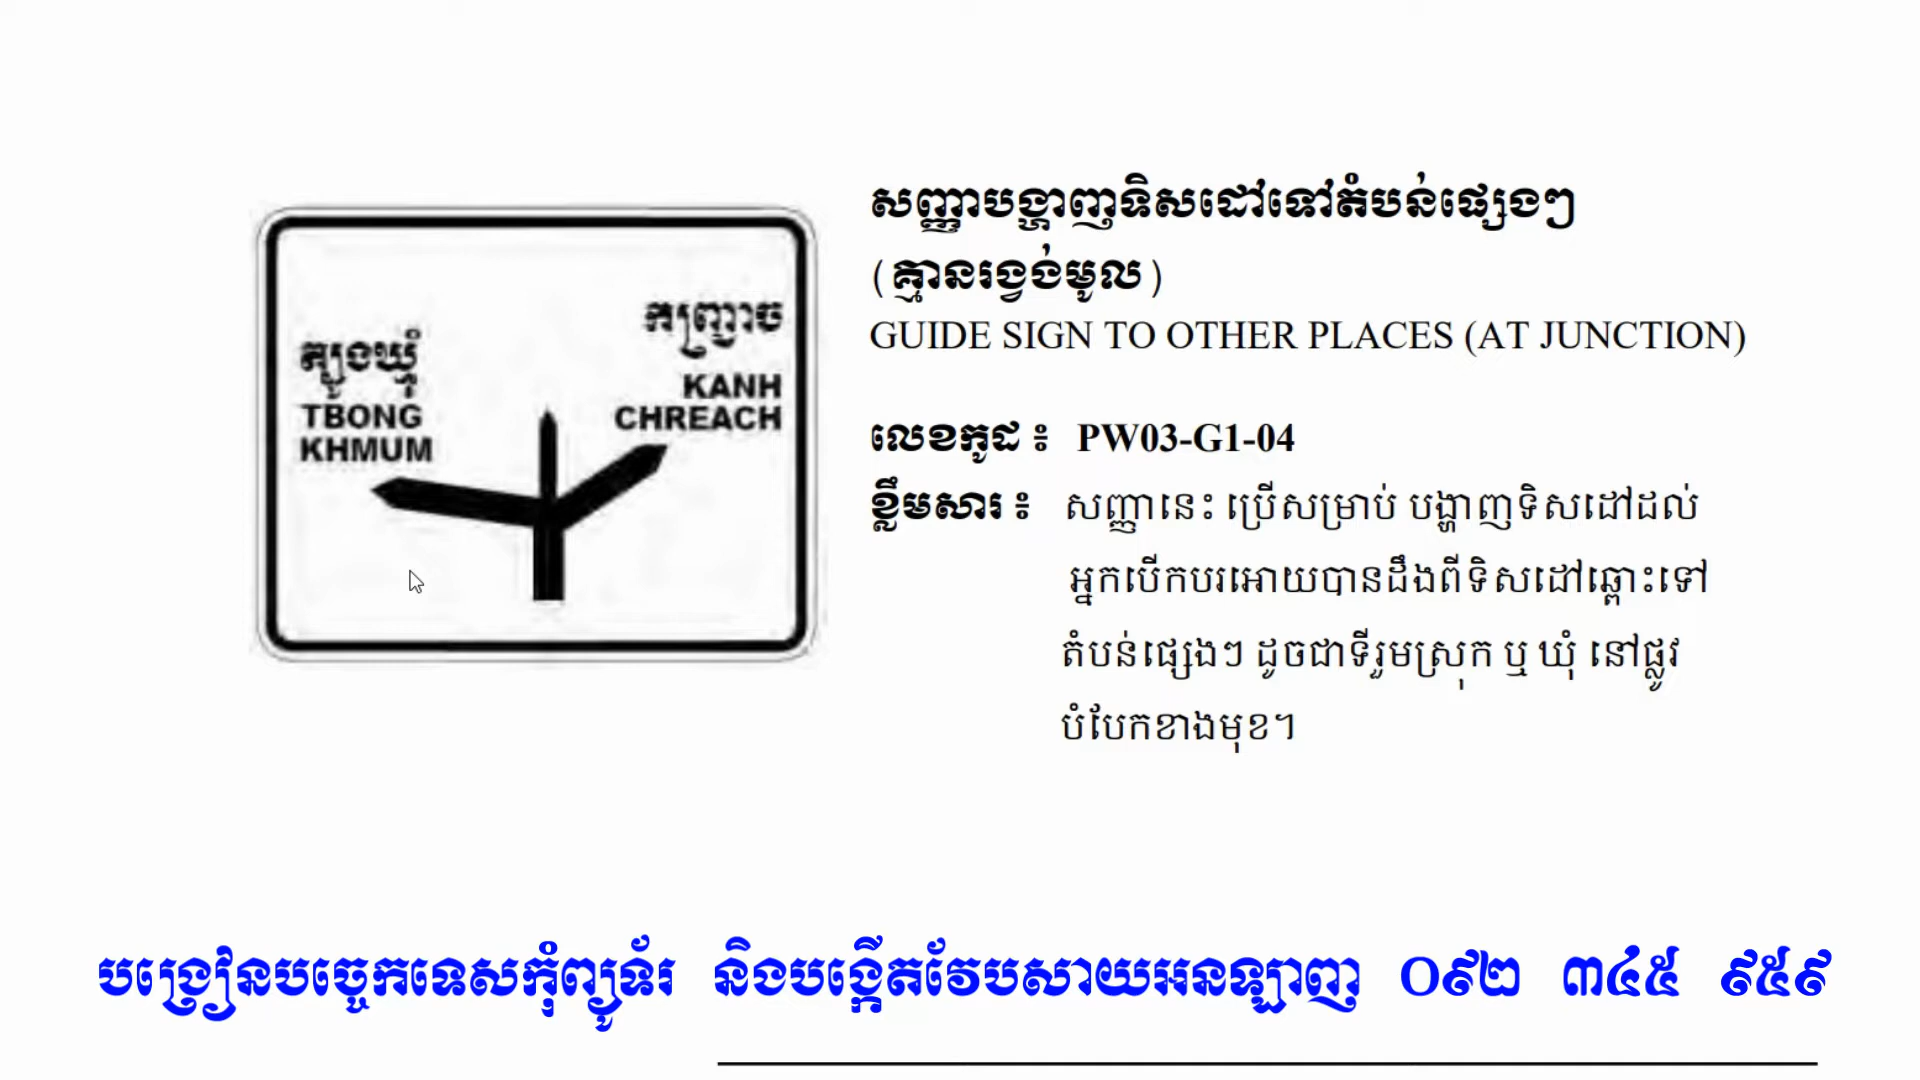 សញ្ញាបង្ហាញទិសដៅទៅតំបន់ផ្សេងៗ
(គ្មានរង្វង់មូល)
GUIDE SIGN TO OTHER PLACES (AT JUNCTION)
ត្បូងឃ្មុំ
TBONG
KHMUM
កញ្ច្រាច
KANH
CHREACH
លេខកូដ ៖ PW03-G1-04
ខ្លឹមសារ ៖ សញ្ញានេះ ប្រើសម្រាប់ បង្ហាញទិសដៅដល់
អ្នកបើកបរអោយបានដឹងពីទិសដៅឆ្ពោះទៅ
តំបន់ផ្សេងៗ ដូចជាទីរួមស្រុក ឬ ឃុំ នៅផ្លូវ
បំបែកខាងមុខ។
បង្រៀនបច្ចេកទេសកុំព្យូទ័រ និងបង្កើតវែបសាយអនឡាញ ០៩២ ៣៤៥ ៩៥៩